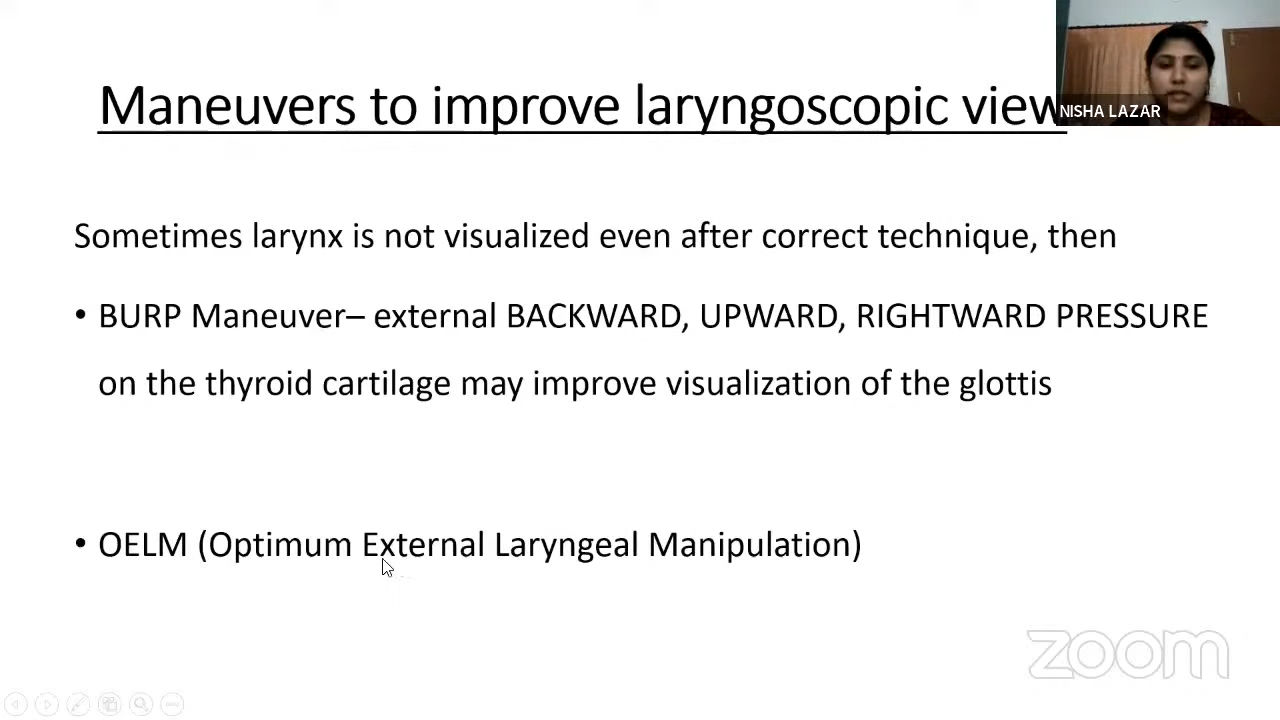 Maneuvers to improve laryngoscopic view
NISHA LAZAR
Sometimes larynx is not visualized even after correct technique, then
• BURP Maneuver– external BACKWARD, UPWARD, RIGHTWARD PRESSURE
on the thyroid cartilage may improve visualization of the glottis
• OELM (Optimum External Laryngeal Manipulation)
zoom